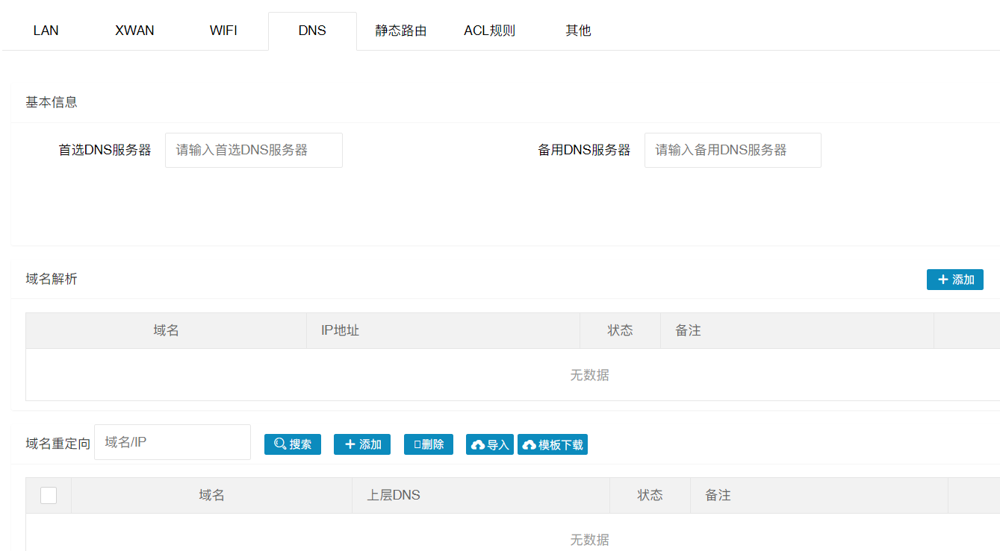 LAN XWAN WIFI DNS 静态路由 ACL规则 其他
基本信息
首选DNS服务器 请输入首选DNS服务器 备用DNS服务器 请输入备用DNS服务器
域名解析 添加
域名 IP地址 状态 备注
无数据
域名重定向 域名/IP 搜索 添加 删除 导入 模板下载
域名 上层DNS 状态 备注
无数据